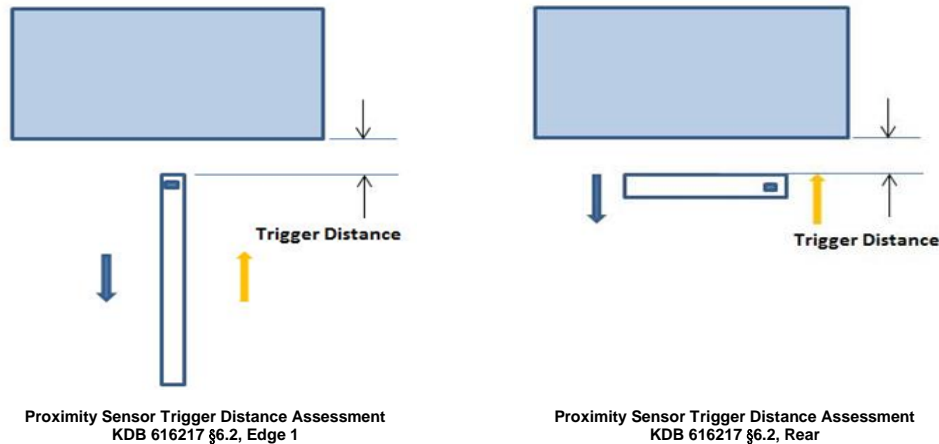 Trigger Distance
Trigger Distance
Proximity Sensor Trigger Distance Assessment
KDB 616217 §6.2, Edge 1
Proximity Sensor Trigger Distance Assessment
KDB 616217 §6.2, Rear